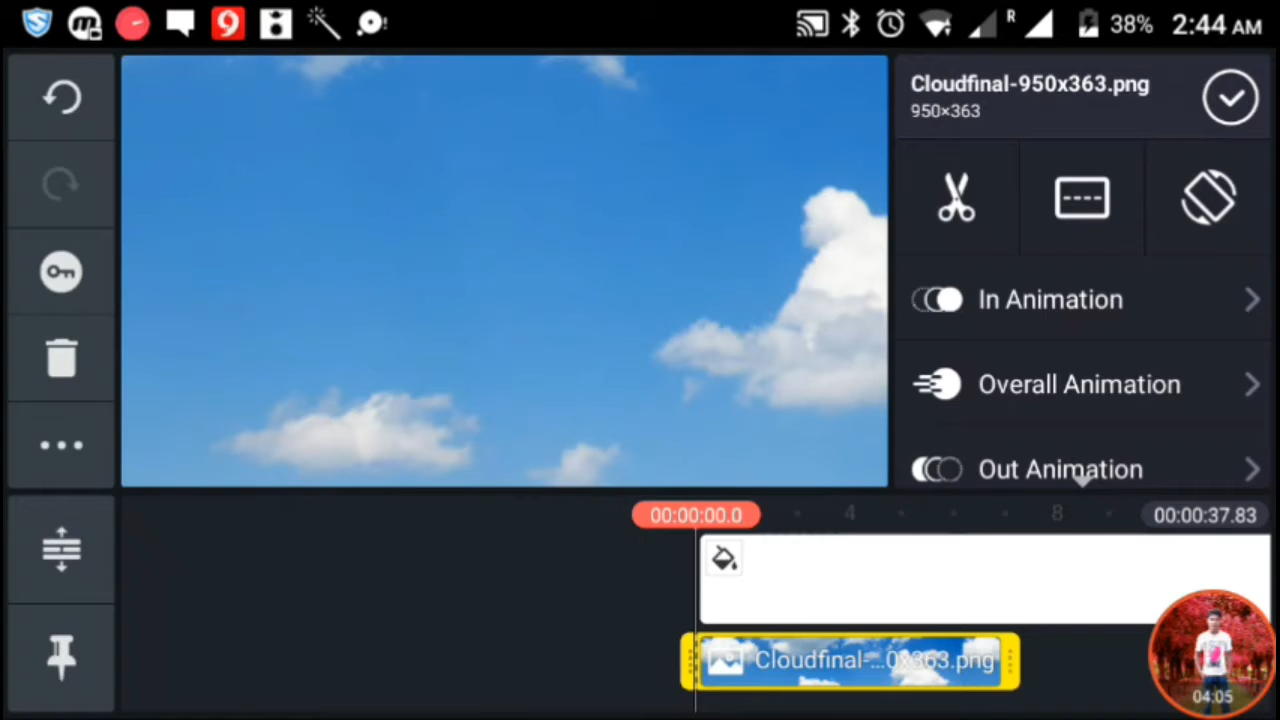 m 9 R 38% 2:44 AM
Cloudfinal-950x363.png
950×363
In Animation
Overall Animation
Out Animation
00:00:00.0 4 8 00:00:37.83
Cloudfinal-...0x363.png
04:05